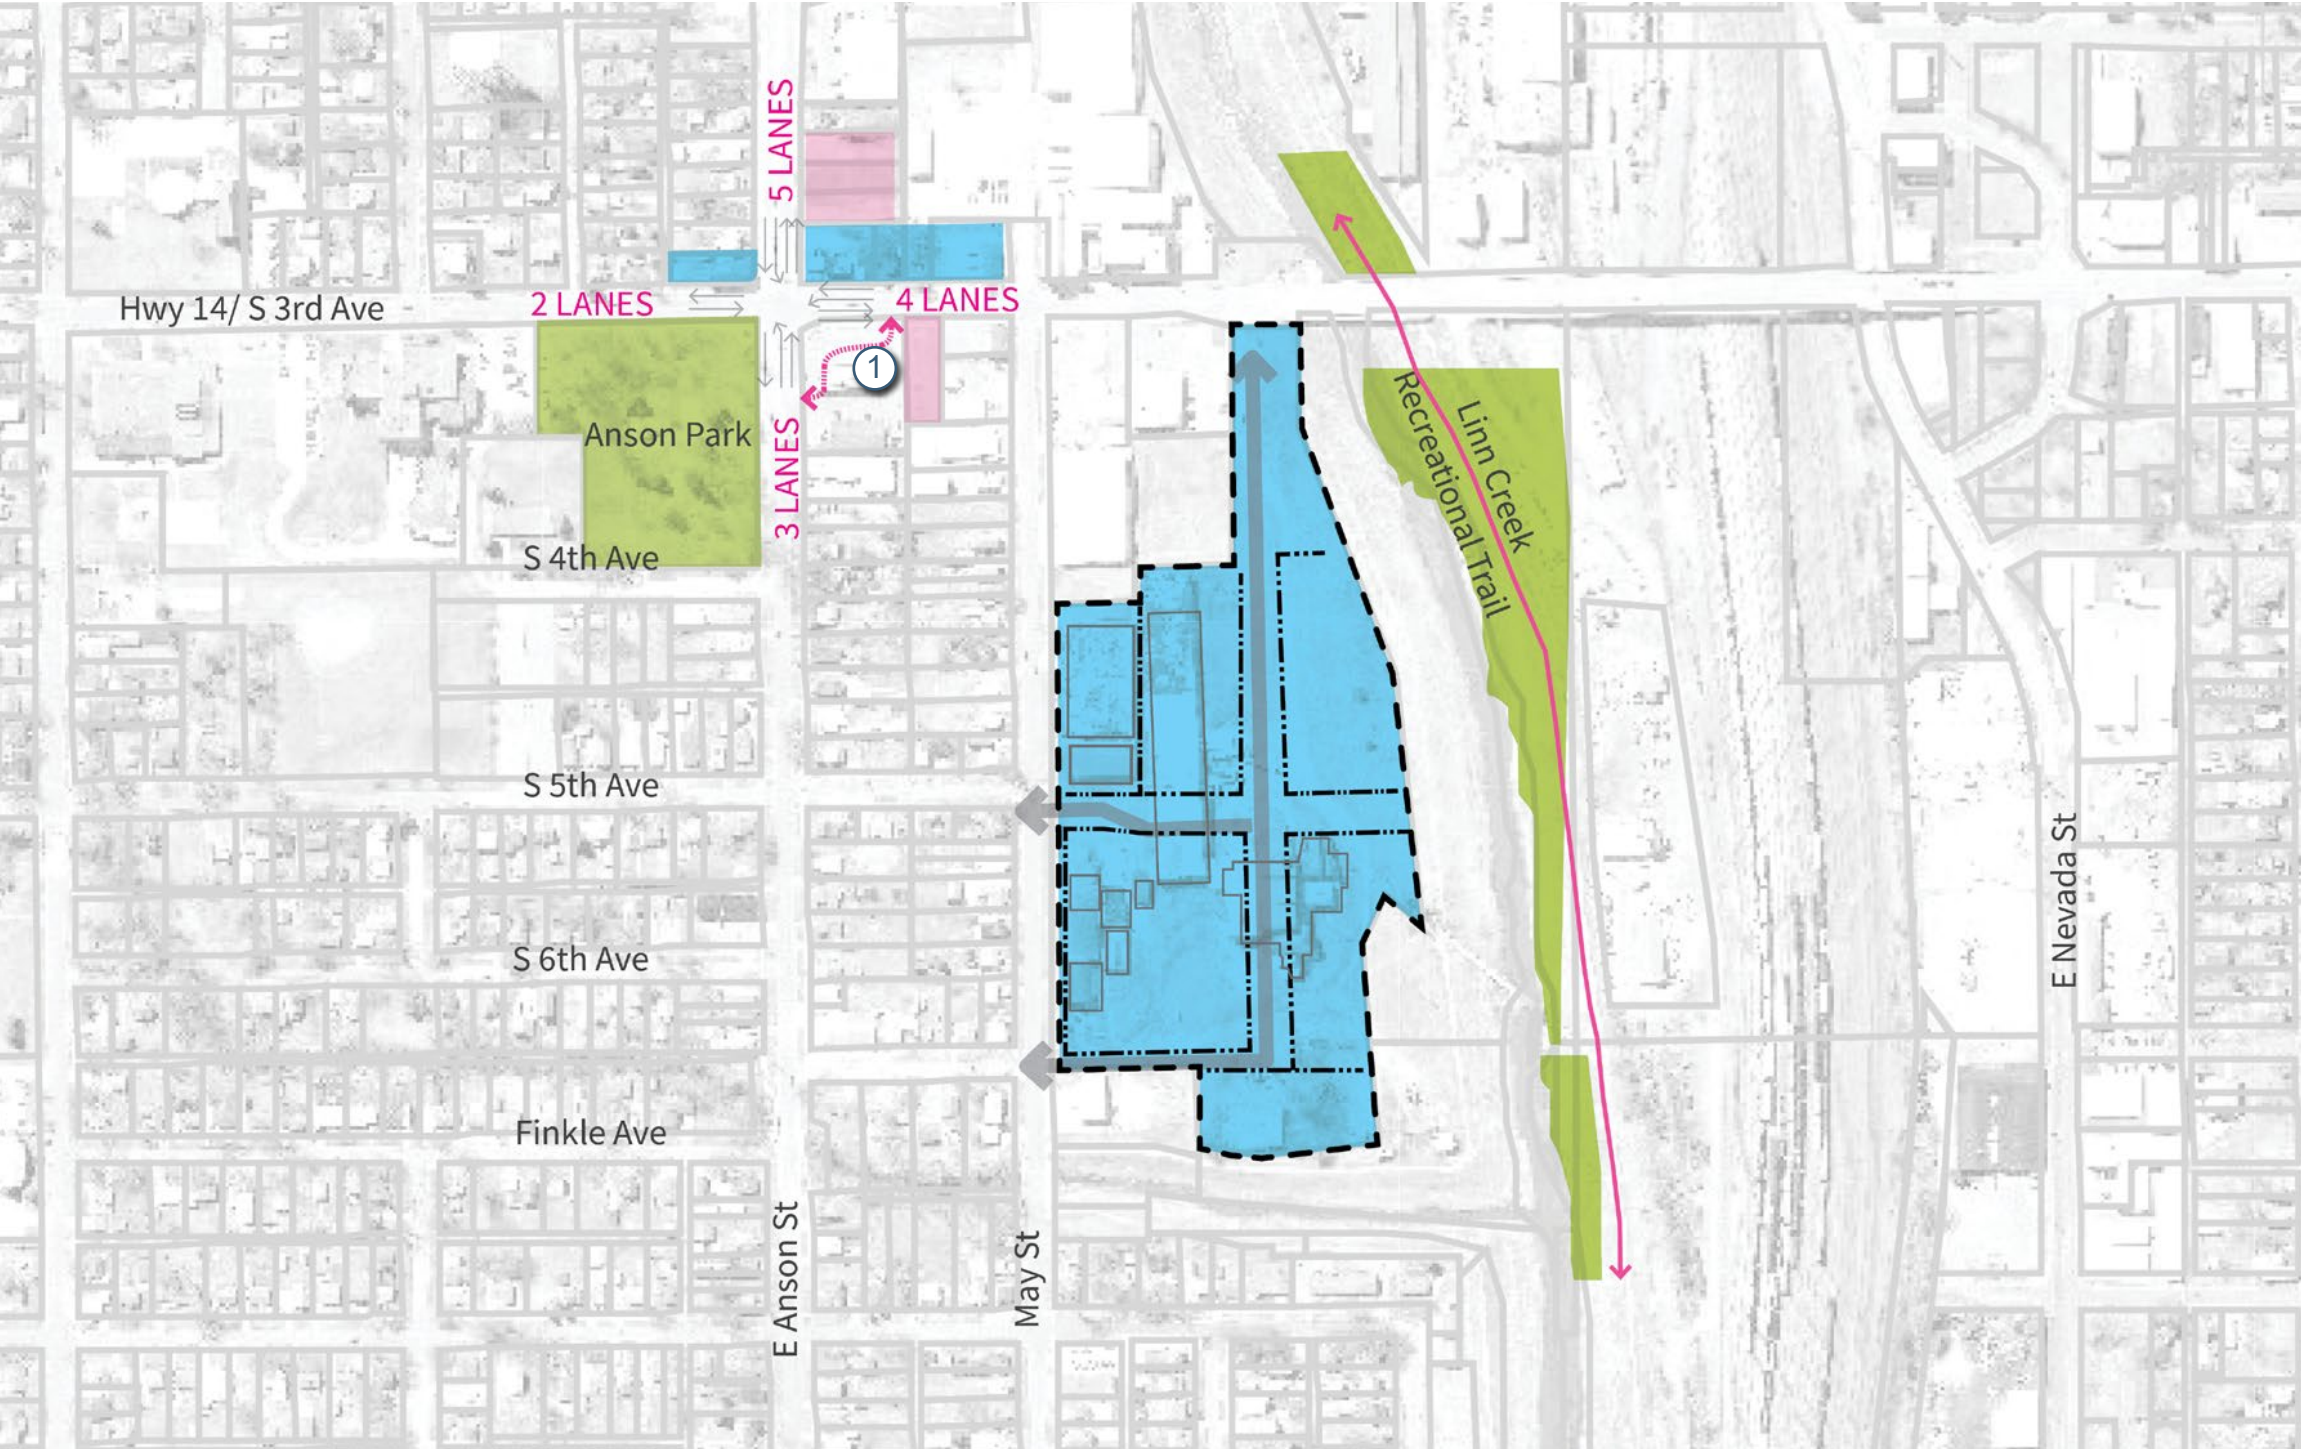 5 LANES
Hwy 14/ S 3rd Ave
2 LANES
4 LANES
1
Anson Park
3 LANES
Linn Creek
Recreational Trail
S 4th Ave
S 5th Ave
S 6th Ave
E Nevada St
Finkle Ave
E Anson St
May St